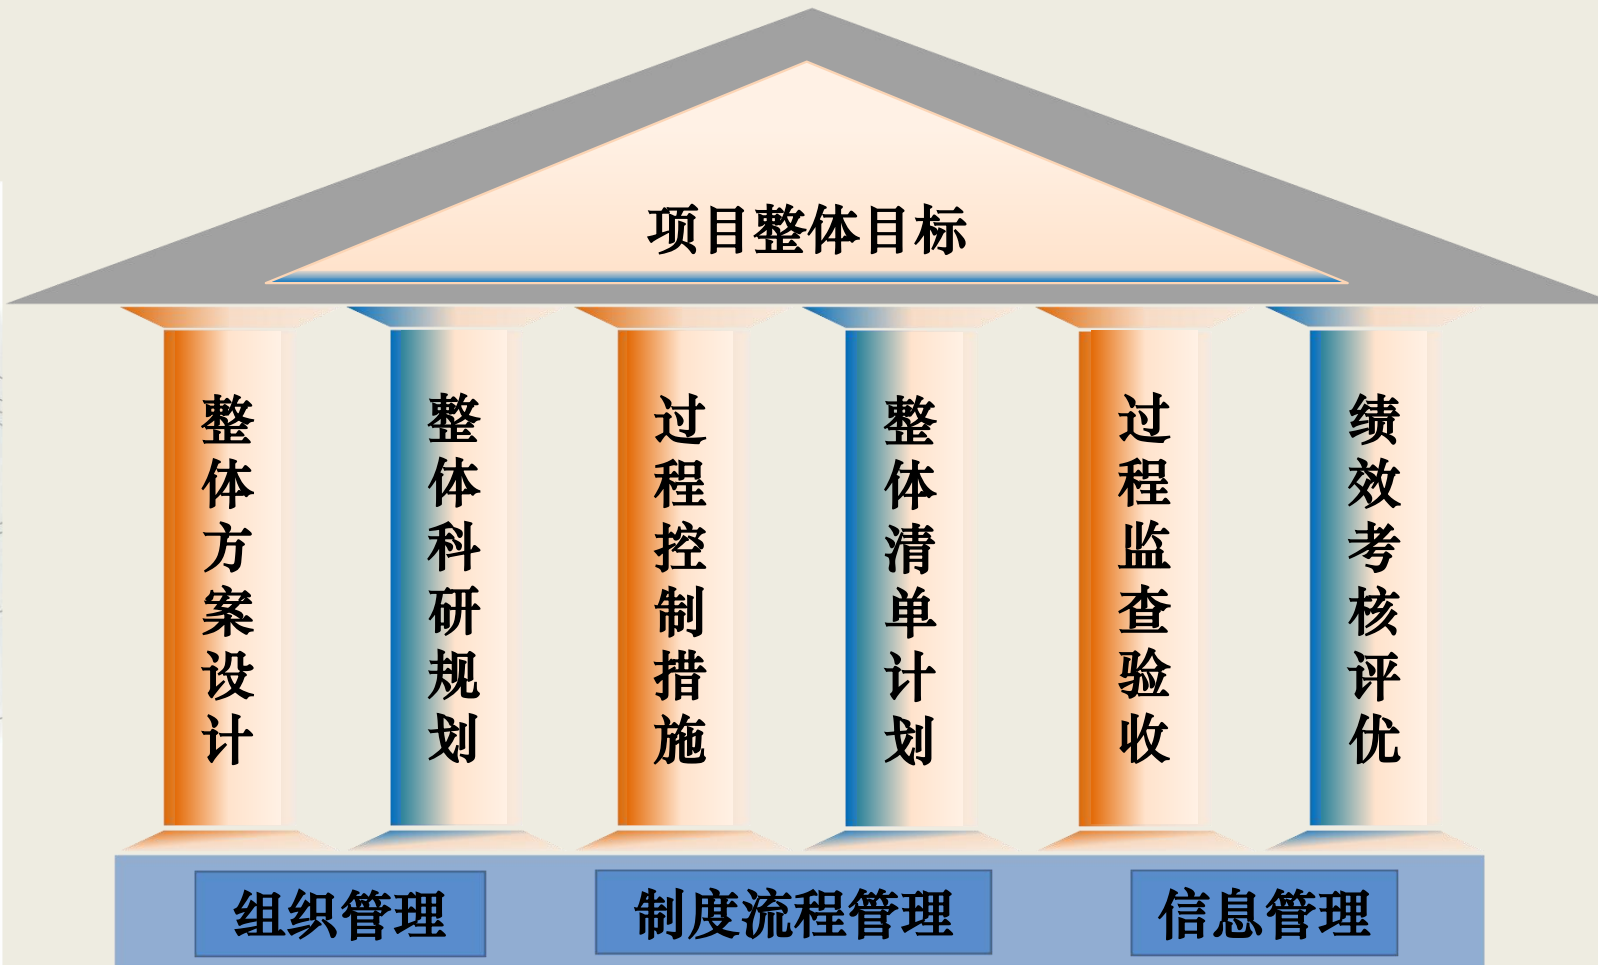 项目整体目标
整体方案设计
整体科研规划
过程控制措施
整体清单计划
过程监查验收
绩效考核评优
组织管理
制度流程管理
信息管理